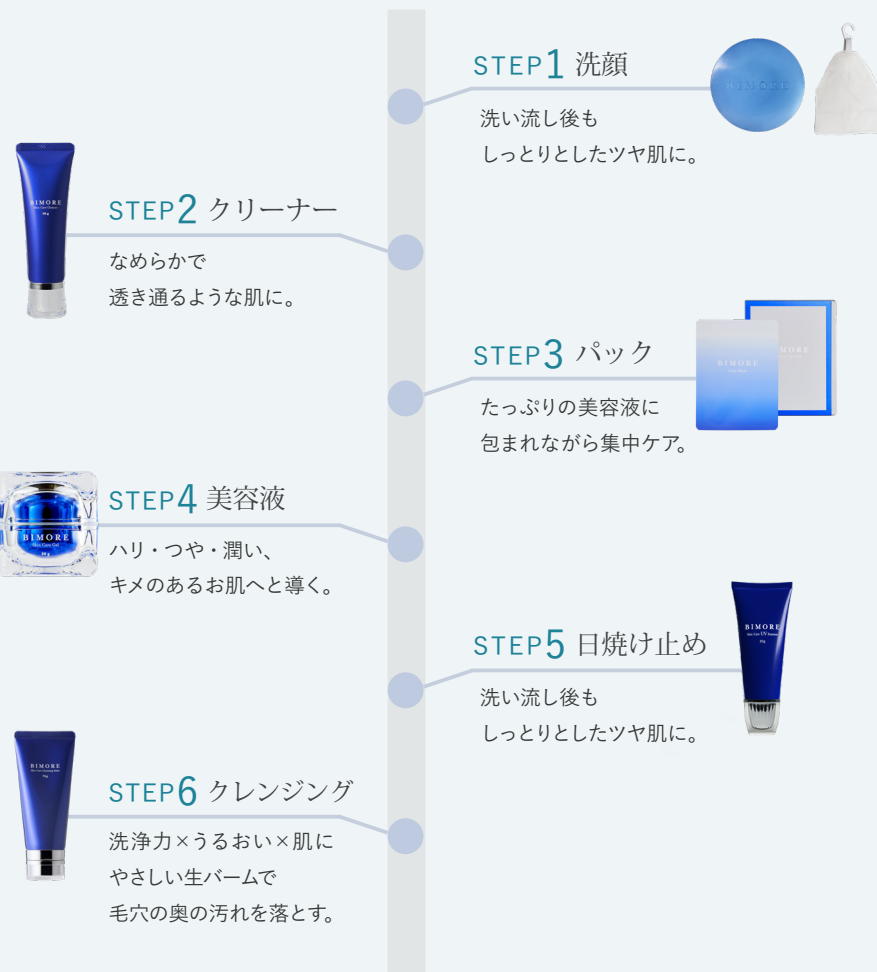 STEP1 洗顔
BIMORE
洗い流し後も
しっとりとしたツヤ肌に。
BIMORE
STEP2 クリーナー
なめらかで
透き通るような肌に。
STEP3 パック
BIMORE
たっぷりの美容液に
包まれながら集中ケア。
STEP4 美容液
BIMORE
Skin Care Gel
ハリ・つや・潤い、
キメのあるお肌へと導く。
STEP5 日焼け止め
BIMORE
洗い流し後も
しっとりとしたツヤ肌に。
STEP6 クレンジング
BIMORE
洗浄力×うるおい×肌に
やさしい生バームで
毛穴の奥の汚れを落とす。